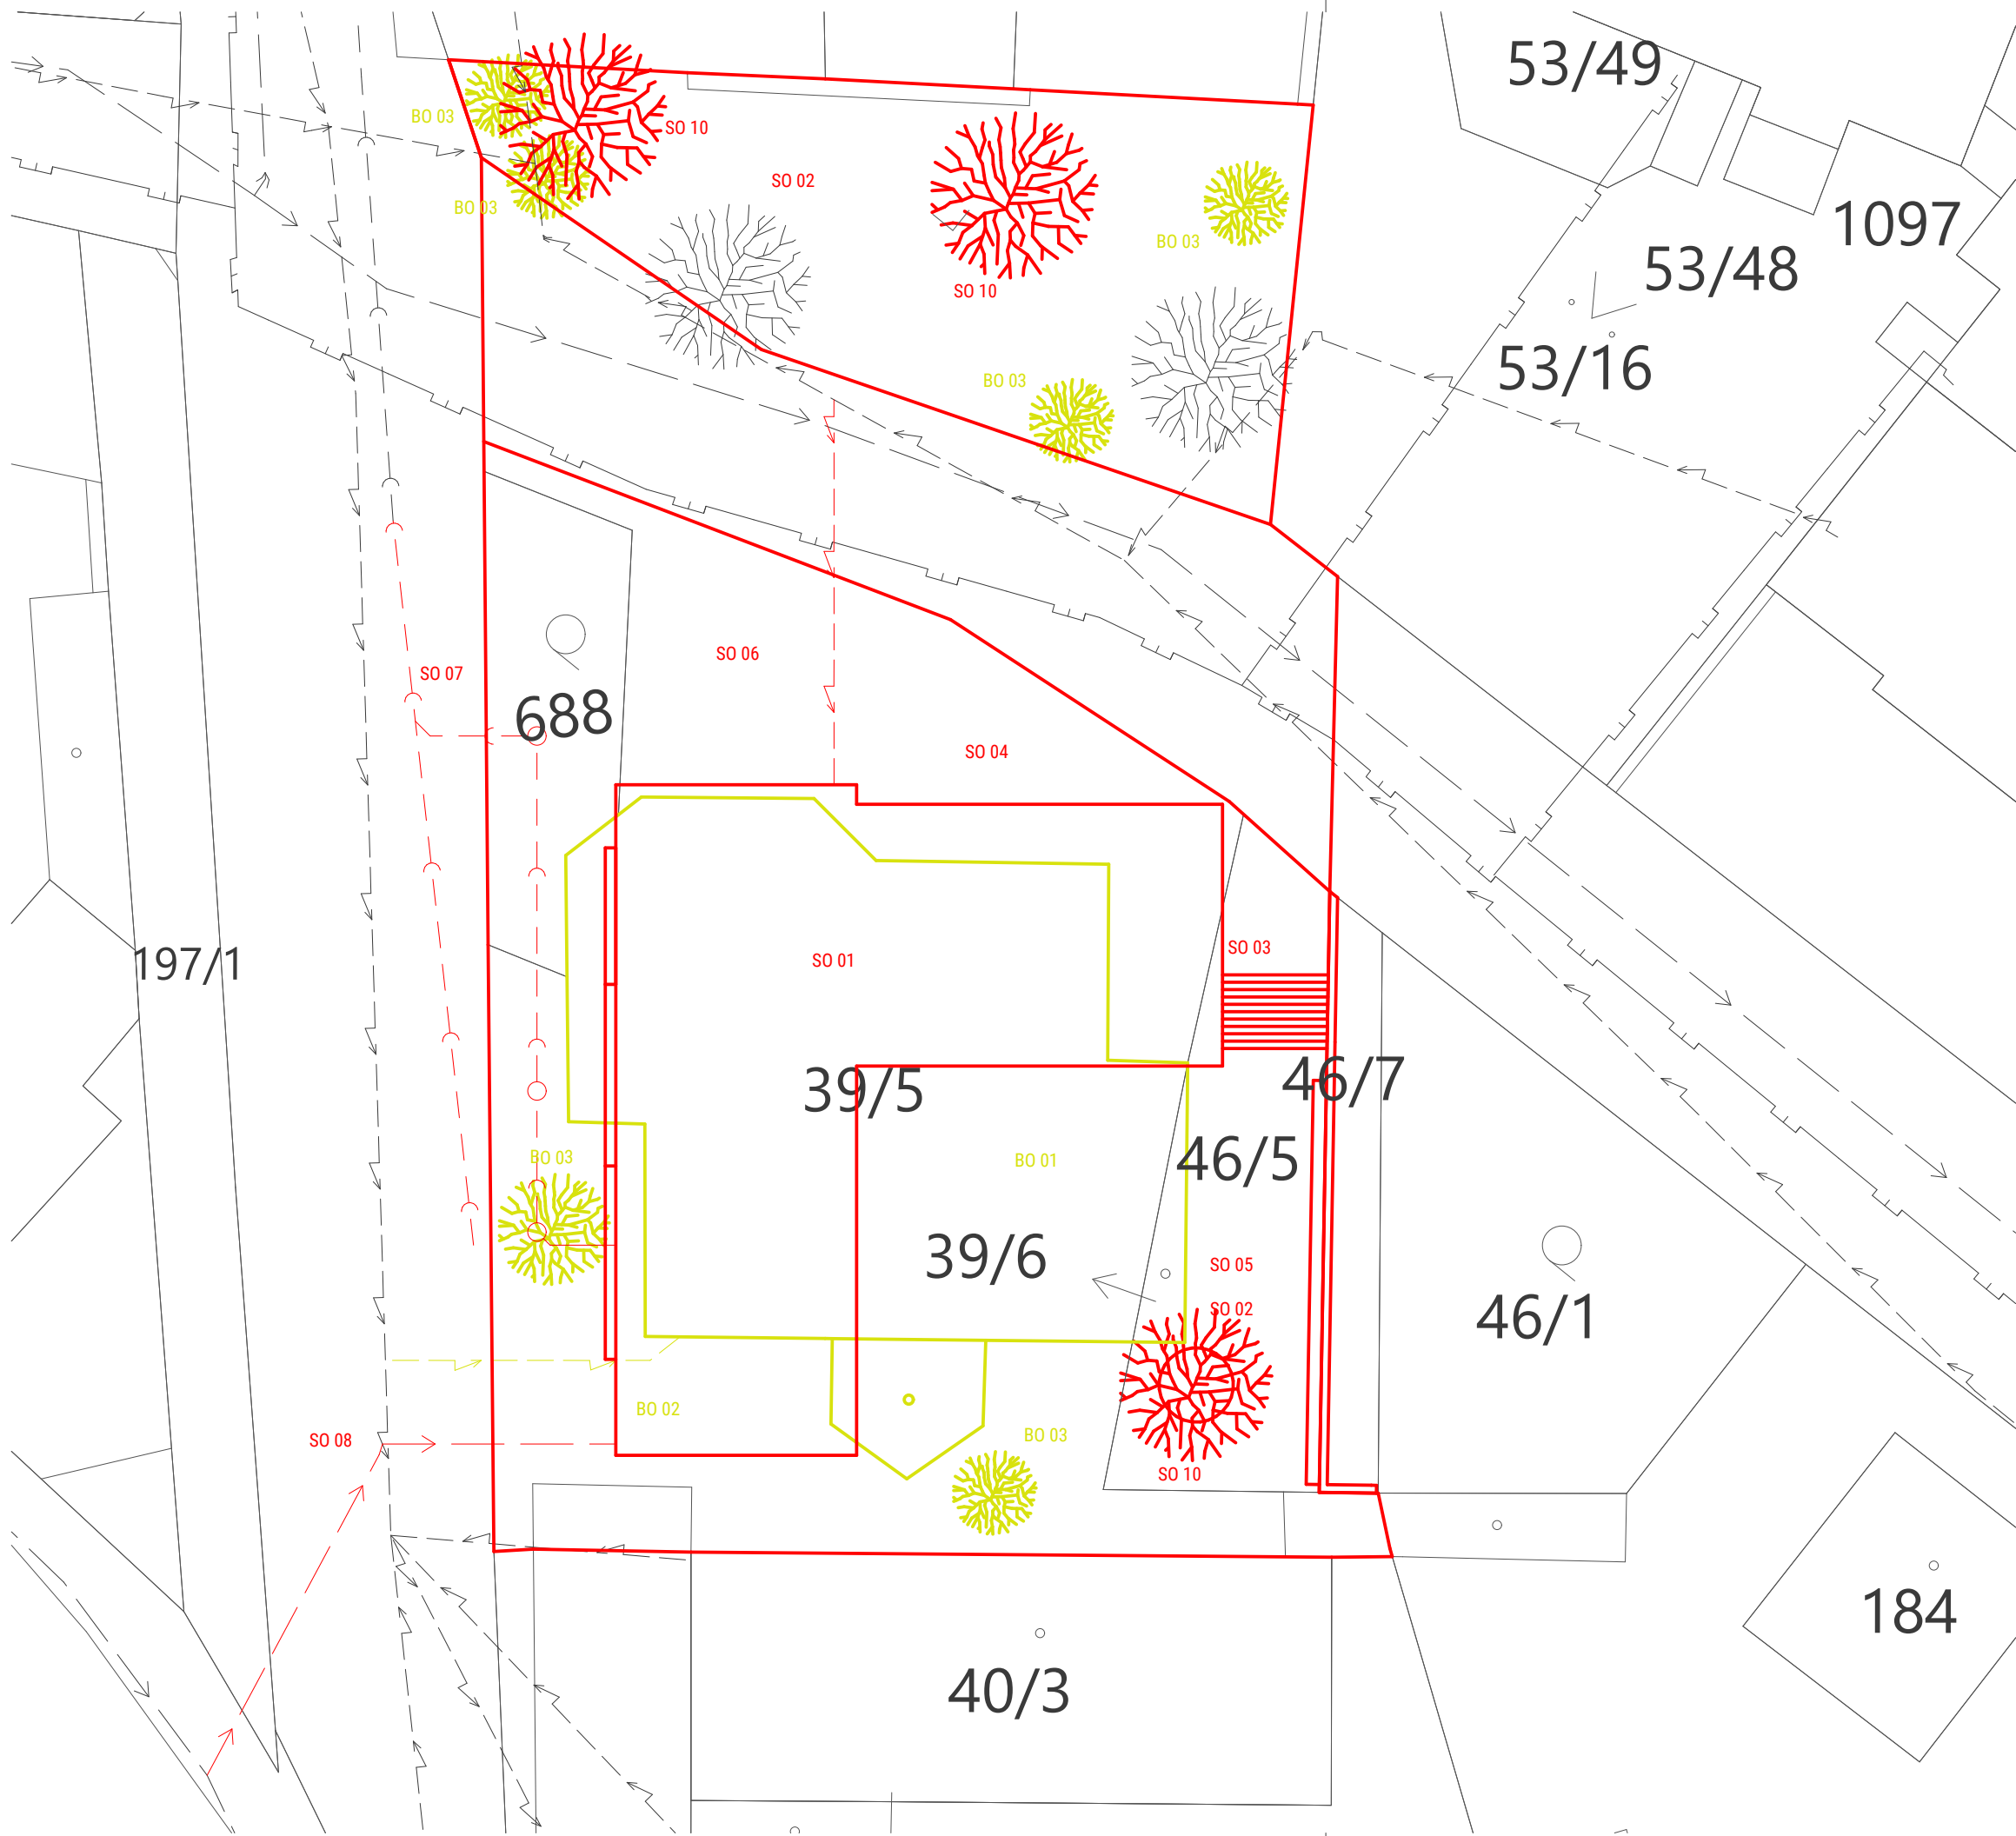 53/49
BO 03
SO 10
SO 02
BO 03
1097
BO 03
53/48
SO 10
53/16
BO 03
SO 06
SO 07
688
SO 04
SO 03
SO 01
197/1
39/5
46/7
BO 03
BO 01
46/5
39/6
SO 05
SO 02
46/1
BO 02
BO 03
SO 08
SO 10
184
40/3